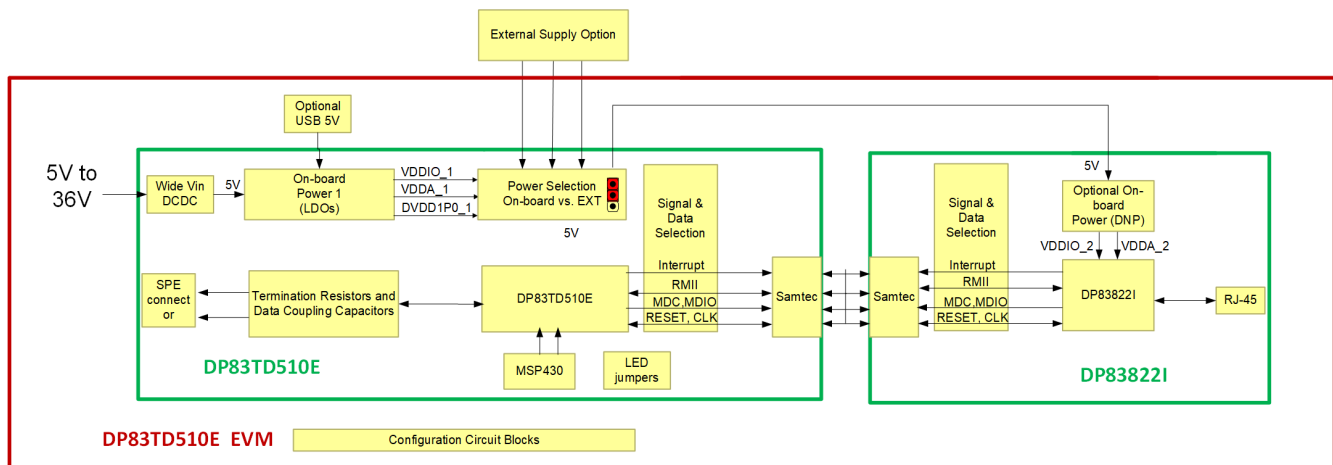 External Supply Option
Optional
USB 5V
5V to
36V
Wide Vin
DCDC
5V
On-board
Power 1
(LDOs)
VDDIO_1
VDDA_1
DVDD1P0_1
Power Selection
On-board vs. EXT
5V
Signal &
Data
Selection
Signal &
Data
Selection
5V
Optional On-
board
Power (DNP)
VDDIO_2
VDDA_2
SPE
connect
or
Termination Resistors and
Data Coupling Capacitors
DP83TD510E
Interrupt
RMII
MDC,MDIO
RESET, CLK
Samtec
Samtec
Interrupt
RMII
MDC,MDIO
RESET, CLK
DP83822I
RJ-45
MSP430
LED
jumpers
DP83TD510E
DP83822I
DP83TD510E EVM
Configuration Circuit Blocks